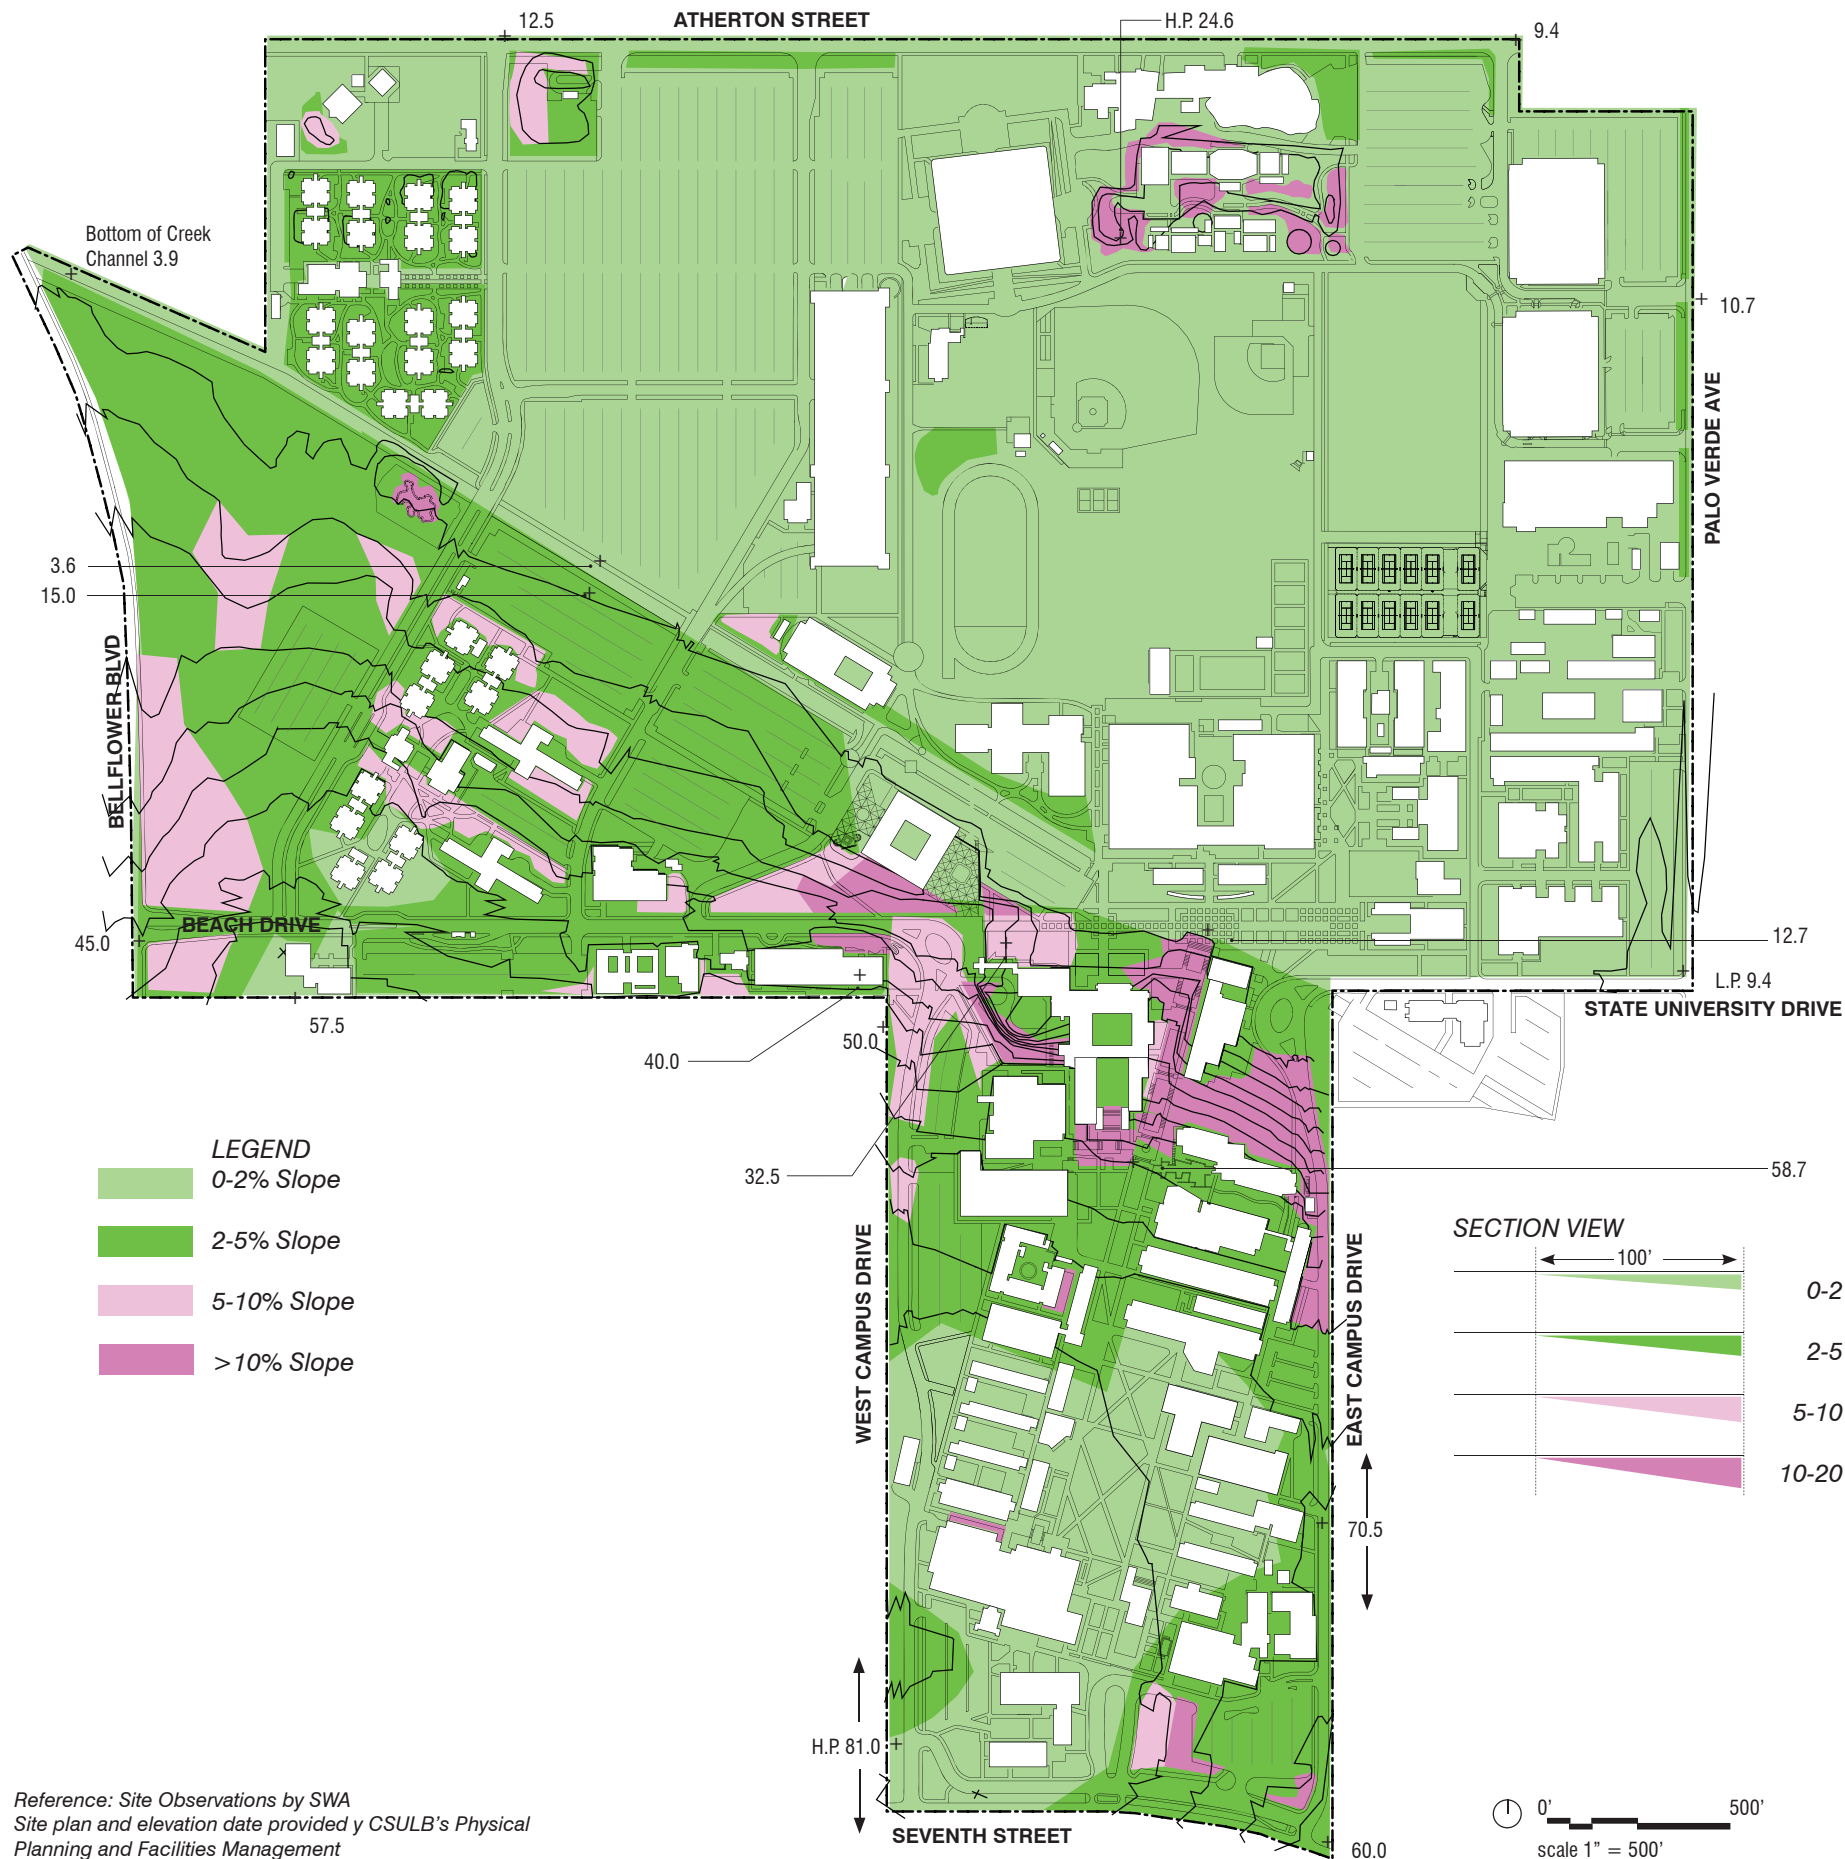 12.5
ATHERTON STREET
H.P. 24.6
9.4
Bottom of Creek
Channel 3.9
10.7
PALO VERDE AVE
3.6
15.0
BELLFLOWER BLVD
BEACH DRIVE
45.0
12.7
L.P. 9.4
STATE UNIVERSITY DRIVE
57.5
50.0
40.0
32.5
58.7
LEGEND
0-2% Slope
2-5% Slope
5-10% Slope
>10% Slope
WEST CAMPUS DRIVE
EAST CAMPUS DRIVE
SECTION VIEW
100’
0-2
2-5
5-10
10-20
70.5
H.P. 81.0
SEVENTH STREET
60.0
Reference: Site Observations by SWA
Site plan and elevation date provided y CSULB’s Physical
Planning and Facilities Management
0’ 500’
scale 1” = 500’